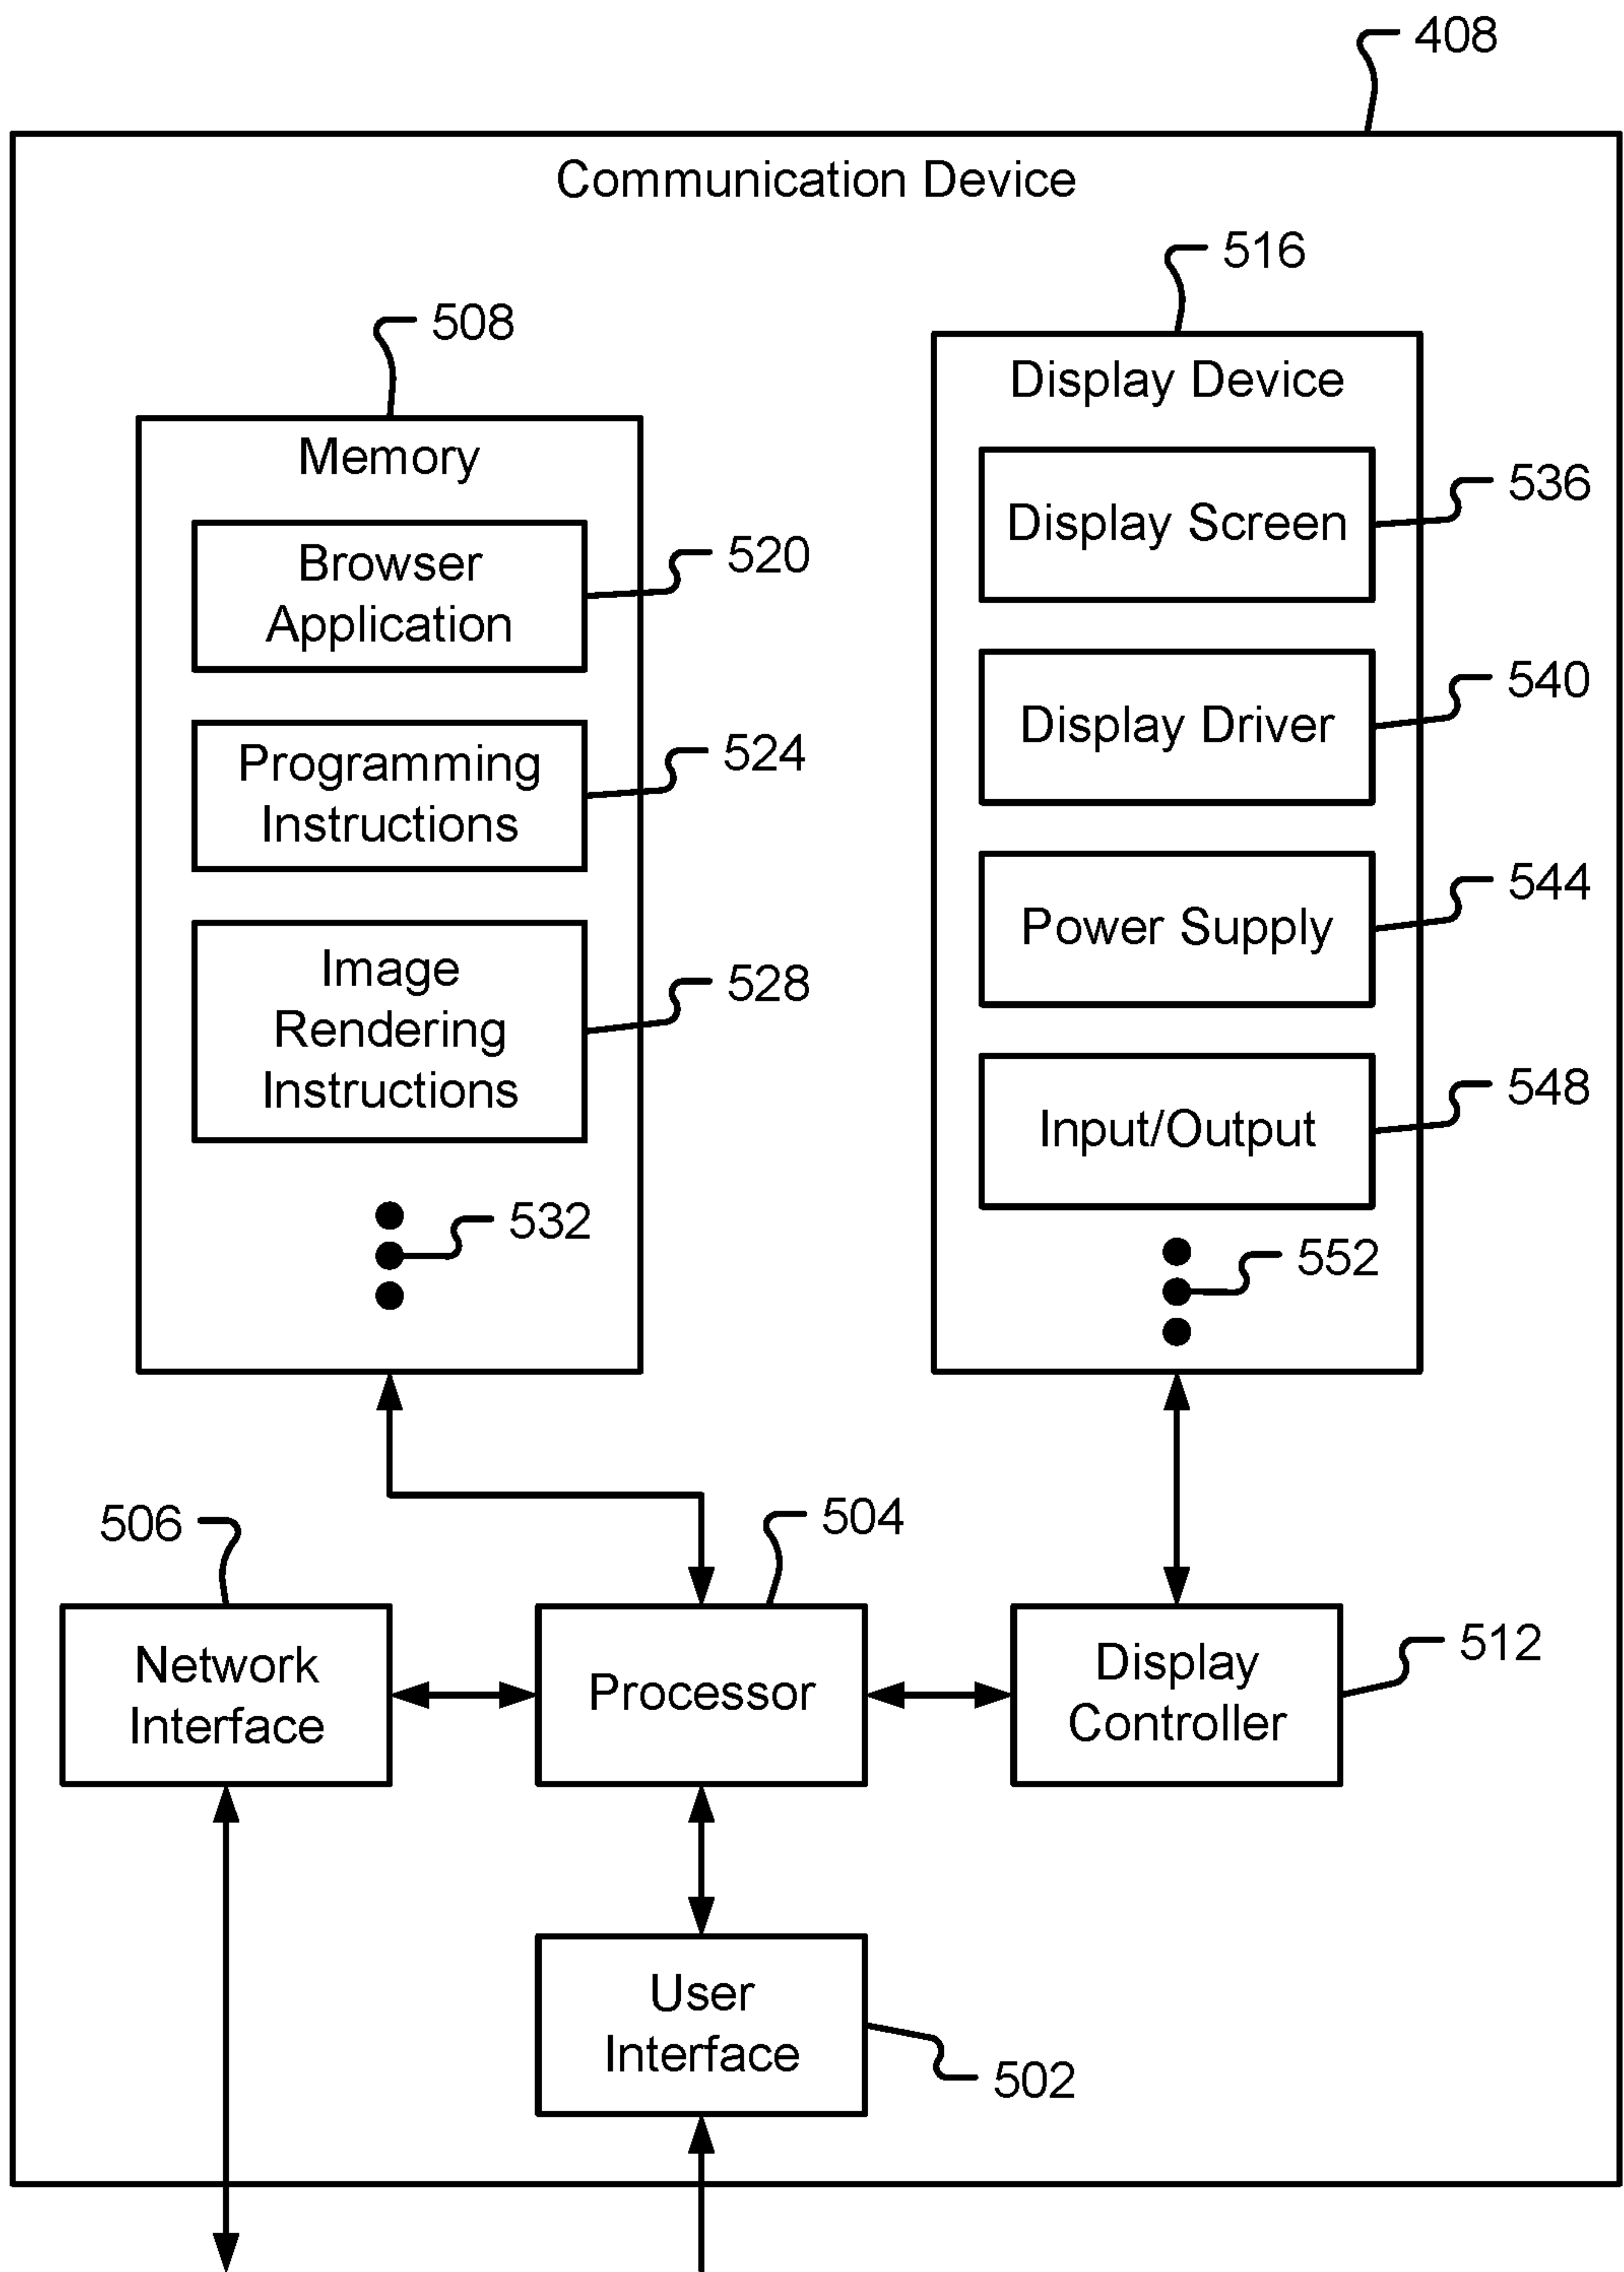 408
Communication Device
516
508
Display Device
Memory
Display Screen
536
Browser
Application
520
Display Driver
540
Programming
Instructions
524
Power Supply
544
Image
Rendering
Instructions
528
Input/Output
548
532
552
506
504
Network
Interface
Processor
Display
Controller
512
User
Interface
502